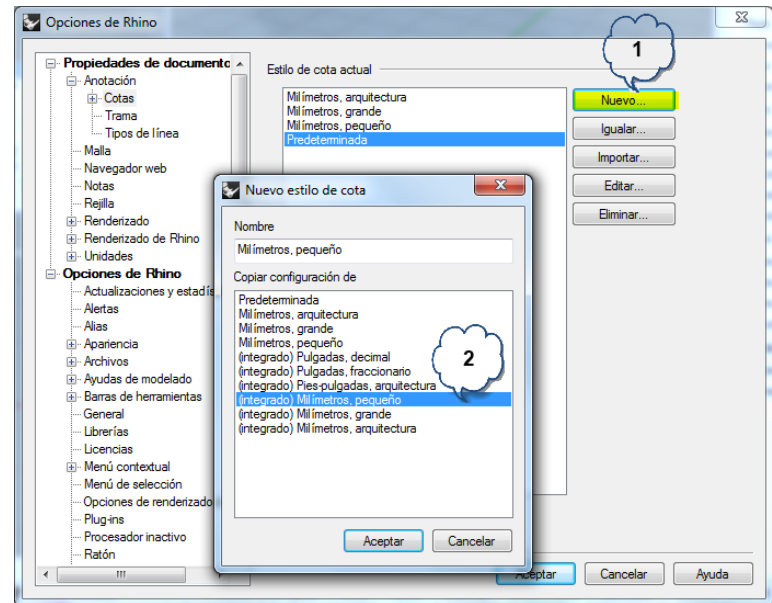 Opciones de Rhino
Propiedades de documento
Anotación
Cotas
Trama
Tipos de línea
Malla
Navegador web
Notas
Rejilla
Renderizado
Renderizado de Rhino
Unidades
Opciones de Rhino
Actualizaciones y estadís
Alertas
Alias
Apariencia
Archivos
Ayudas de modelado
Barras de herramientas
General
Librerías
Licencias
Menú contextual
Menú de selección
Opciones de renderizado
Plug-ins
Procesador inactivo
Ratón
Estilo de cota actual
Milímetros, arquitectura
Milímetros, grande
Milímetros, pequeño
Predeterminada
1
Nuevo...
Igualar...
Importar...
Editar...
Eliminar...
Nuevo estilo de cota
Nombre
Milímetros, pequeño
Copiar configuración de
Predeterminada
Milímetros, arquitectura
Milímetros, grande
Milímetros, pequeño
(integrado) Pulgadas, decimal
(integrado) Pulgadas, fraccionario
(integrado) Pies-pulgadas, arquitectura
(integrado) Milímetros, pequeño
(integrado) Milímetros, grande
(integrado) Milímetros, arquitectura
2
Aceptar
Cancelar
Aceptar
Cancelar
Ayuda